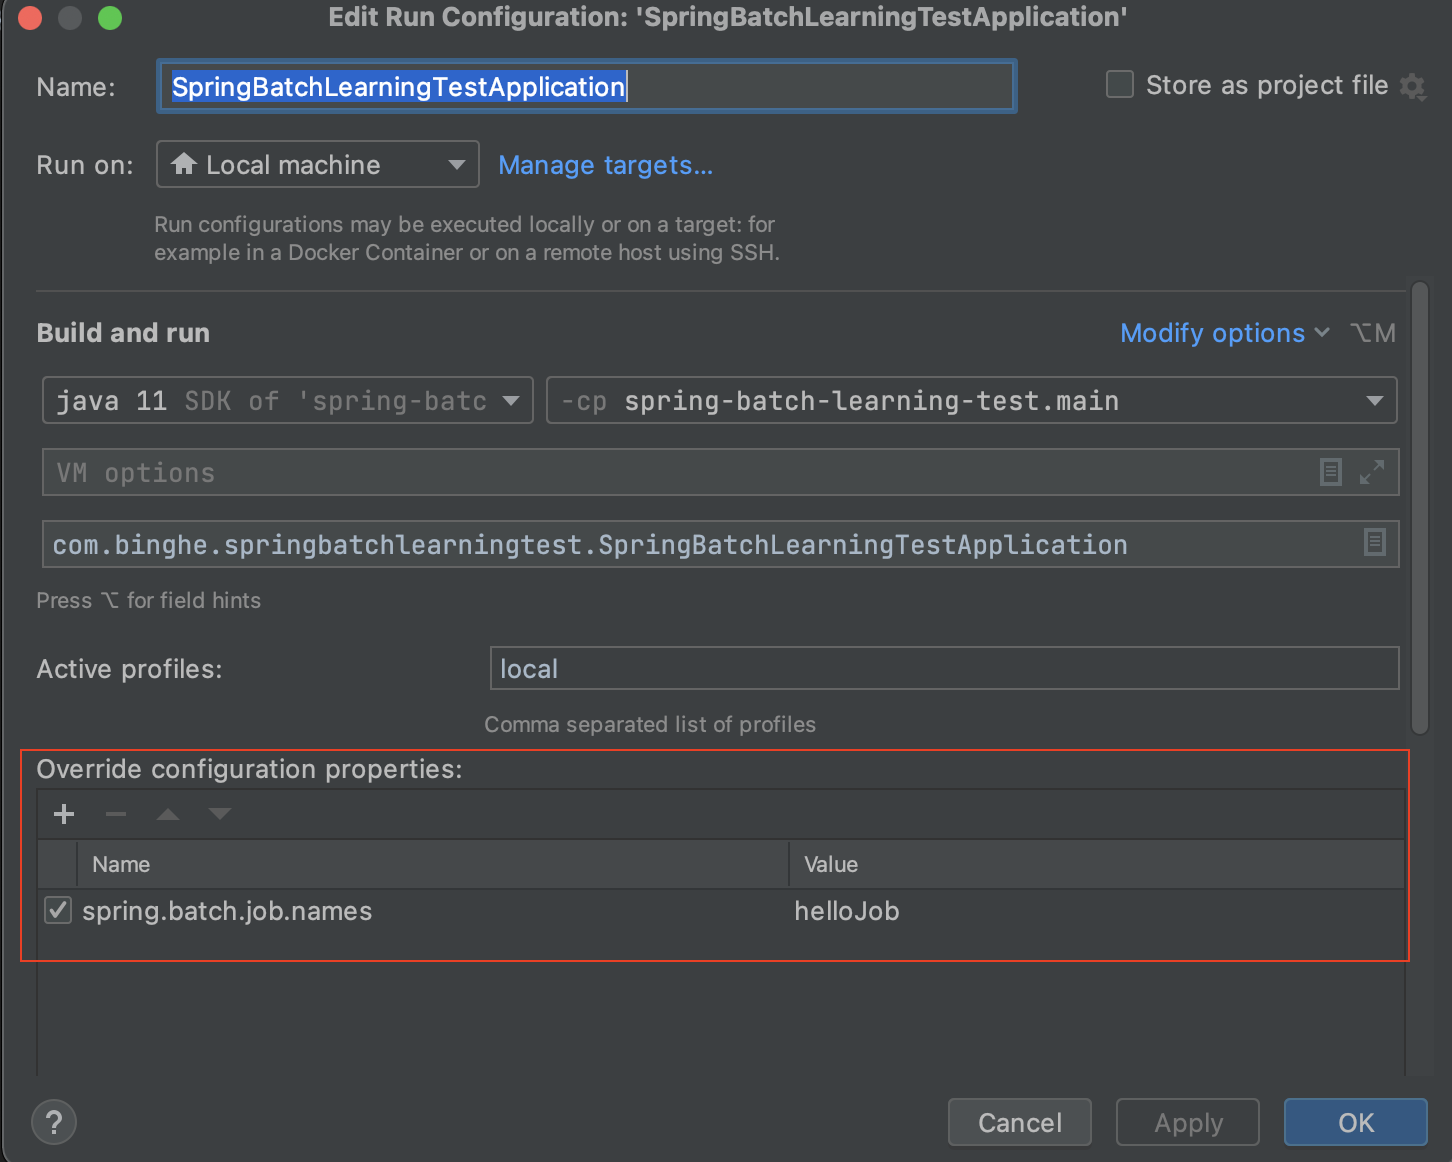 Edit Run Configuration: 'SpringBatchLearningTestApplication'
Name: SpringBatchLearningTestApplication Store as project file
Run on: Local machine Manage targets...
Run configurations may be executed locally or on a target: for
example in a Docker Container or on a remote host using SSH.
Build and run Modify options ⌥M
java 11 SDK of 'spring-batc -cp spring-batch-learning-test.main
VM options
com.binghe.springbatchlearningtest.SpringBatchLearningTestApplication
Press ⌥ for field hints
Active profiles: local
Comma separated list of profiles
Override configuration properties:
Name Value
spring.batch.job.names helloJob
? Cancel Apply OK